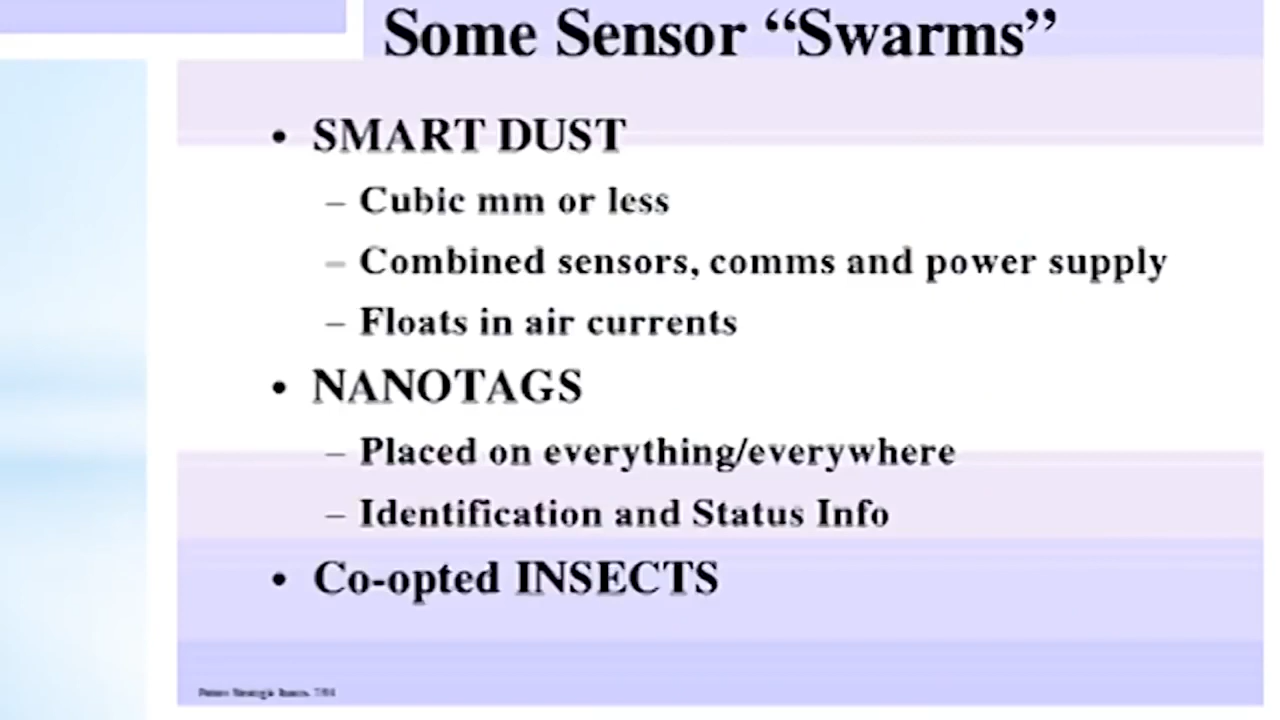 Some Sensor “Swarms”
• SMART DUST
– Cubic mm or less
– Combined sensors, comms and power supply
– Floats in air currents
• NANOTAGS
– Placed on everything/everywhere
– Identification and Status Info
• Co-opted INSECTS